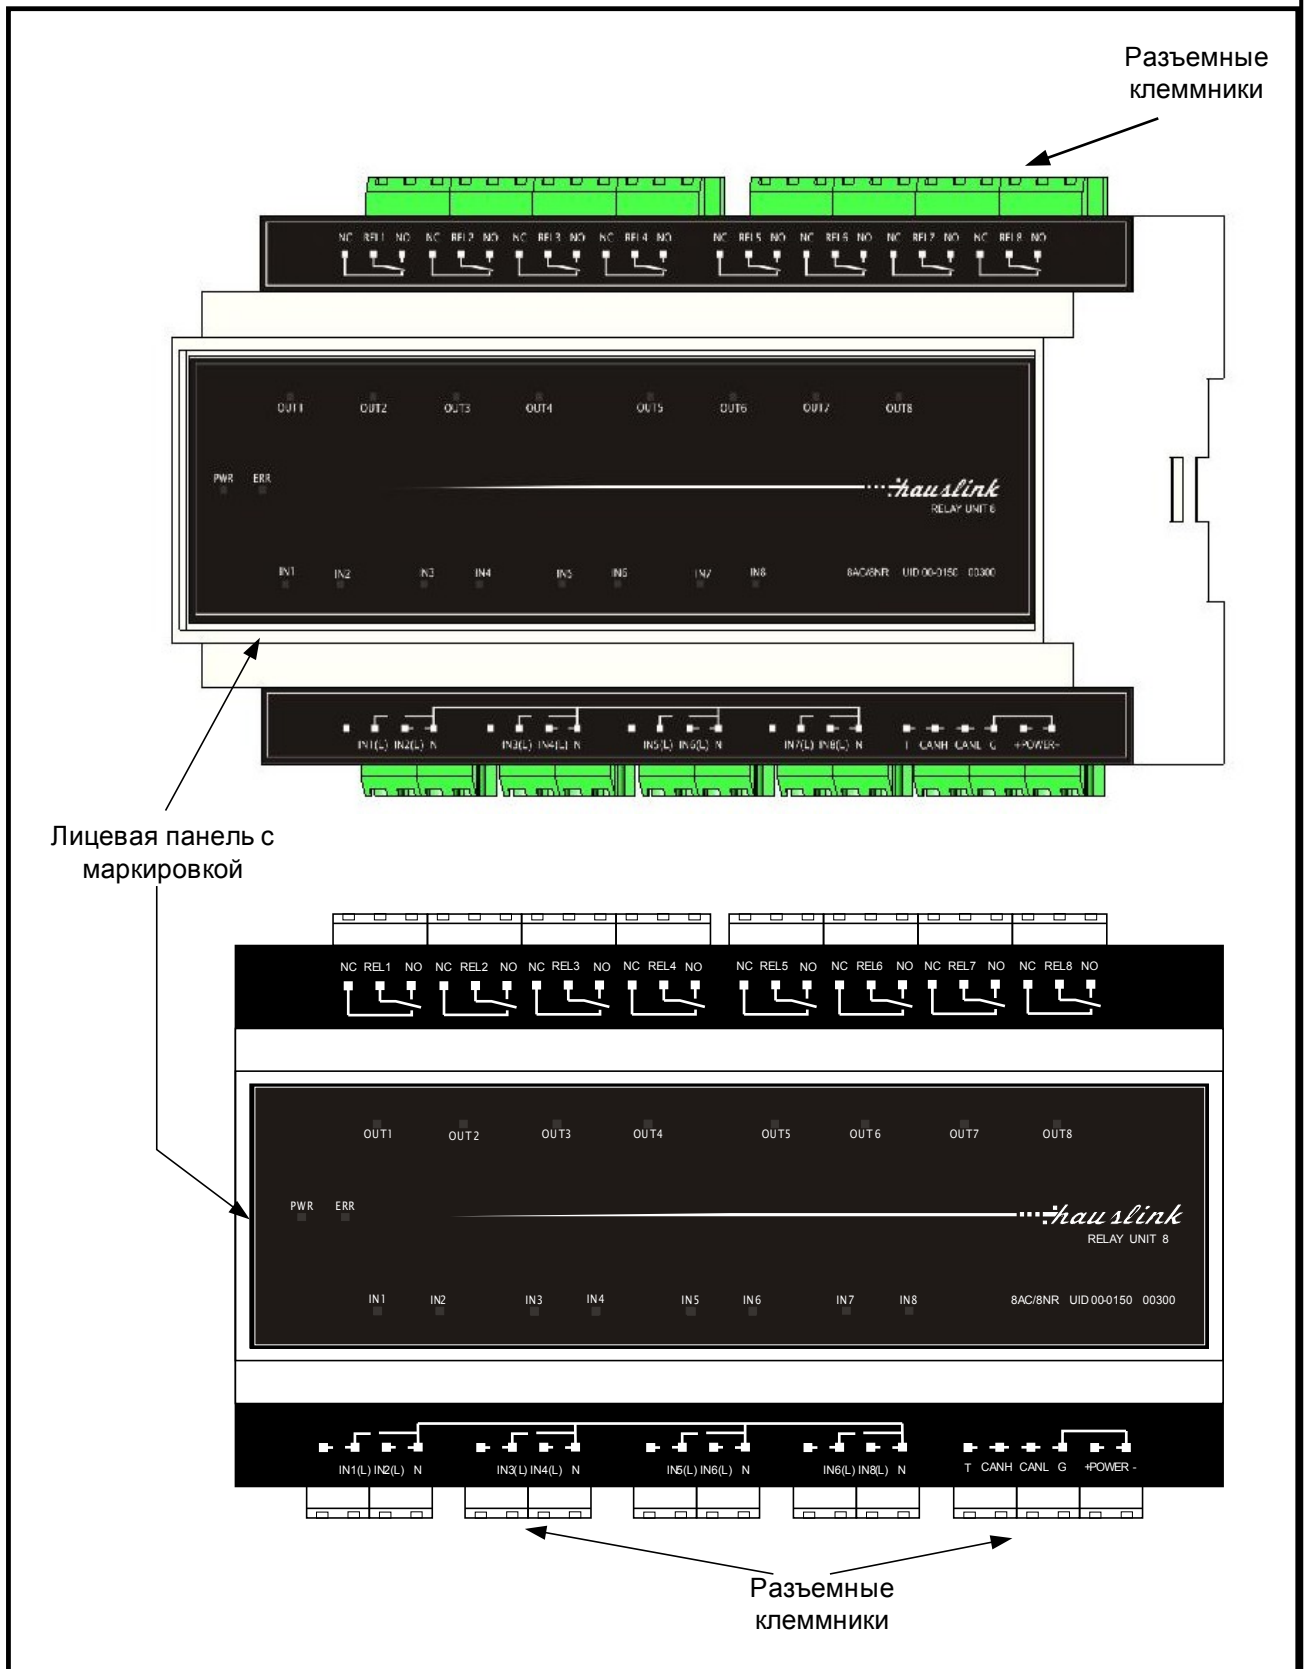 Разъемные
клеммники
NC REL1 NO NC REL2 NO NC REL3 NO NC REL4 NO NC REL5 NO NC REL6 NO NC REL7 NO NC REL8 NO
OUT1 OUT2 OUT3 OUT4 OUT5 OUT6 OUT7 OUT8
PWR ERR
hauslink
RELAY UNIT 8
IN1 IN2 IN3 IN4 IN5 IN6 IN7 IN8 8AC/8NR UID 00-0150 00300
IN1(L) IN2(L) N IN3(L) IN4(L) N IN5(L) IN6(L) N IN7(L) IN8(L) N T CANH CANL G +POWER-
Лицевая панель с
маркировкой
NC REL1 NO NC REL2 NO NC REL3 NO NC REL4 NO NC REL5 NO NC REL6 NO NC REL7 NO NC REL8 NO
OUT1 OUT2 OUT3 OUT4 OUT5 OUT6 OUT7 OUT8
PWR ERR
hauslink
RELAY UNIT 8
IN1 IN2 IN3 IN4 IN5 IN6 IN7 IN8 8AC/8NR UID 00-0150 00300
IN1(L) IN2(L) N IN3(L) IN4(L) N IN5(L) IN6(L) N IN6(L) IN8(L) N T CANH CANL G +POWER -
Разъемные
клеммники